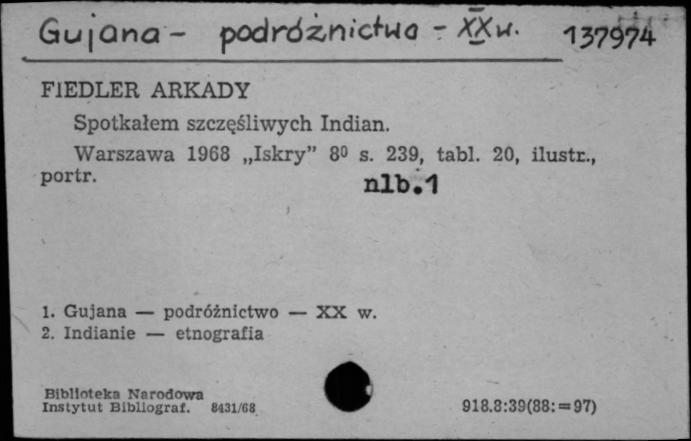 Gujana - podróżnictwo - XX w. 137974
FIEDLER ARKADY
Spotkałem szczęśliwych Indian.
Warszawa 1968 „Iskry” 8⁰ s. 239, tabl. 20, ilustr.,
portr.
nlb.1
1. Gujana — podróżnictwo — XX w.
2. Indianie — etnografia
Biblioteka Narodowa
Instytut Bibliograf. 8431/68
918.8:39(88:=97)